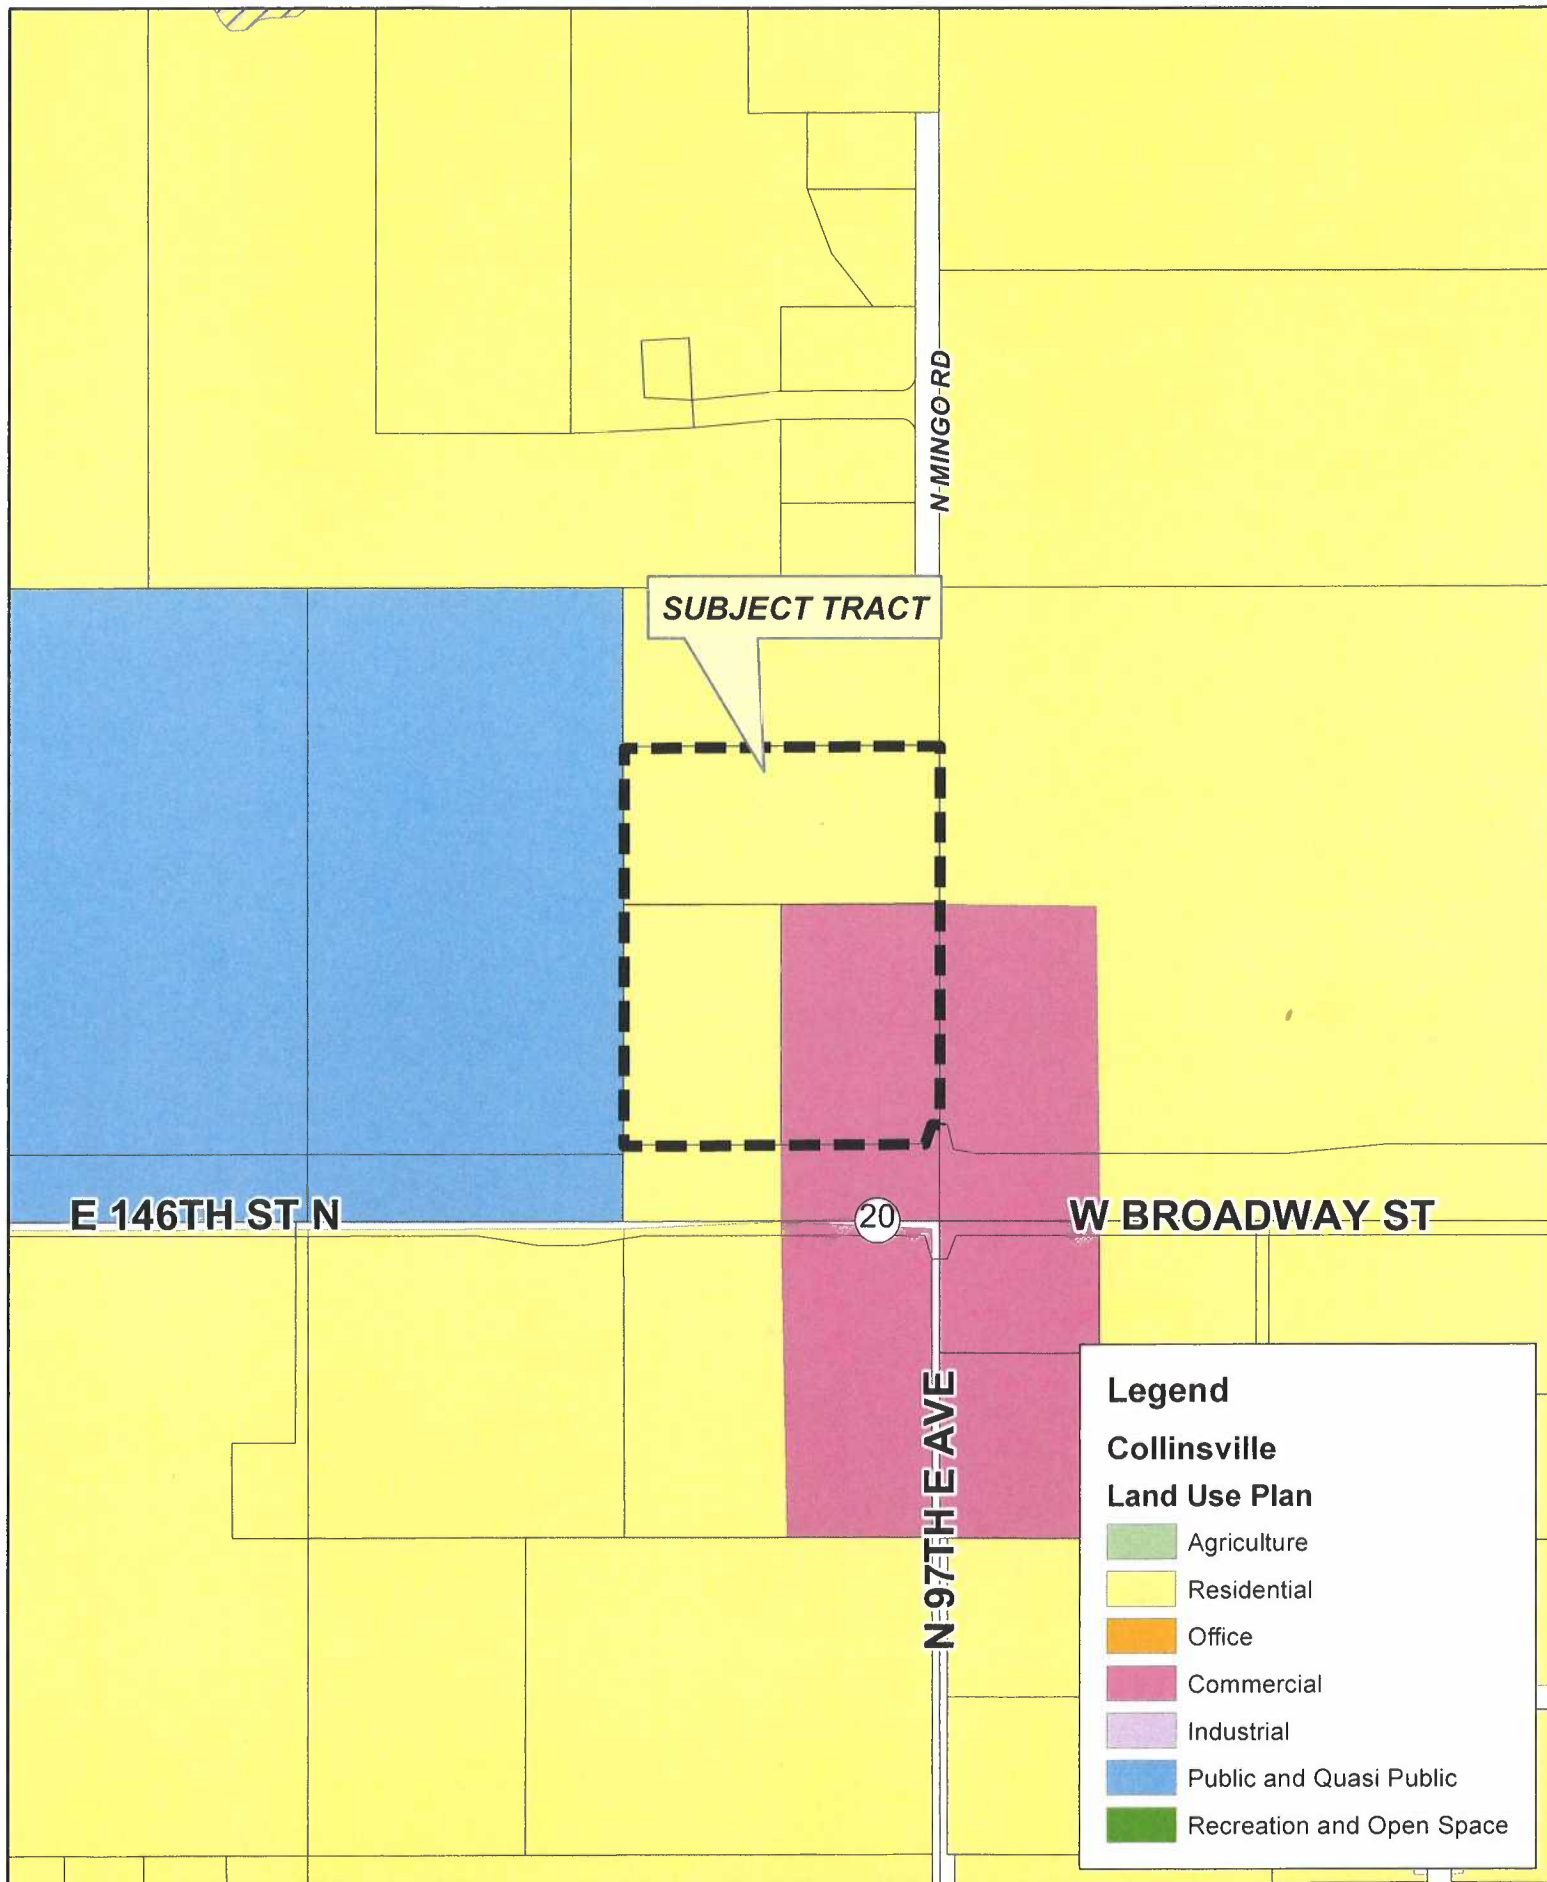 N MINGO RD
SUBJECT TRACT
E 146TH ST N
20
W BROADWAY ST
N 97TH E AVE
Legend
Collinsville
Land Use Plan
Agriculture
Residential
Office
Commercial
Industrial
Public and Quasi Public
Recreation and Open Space